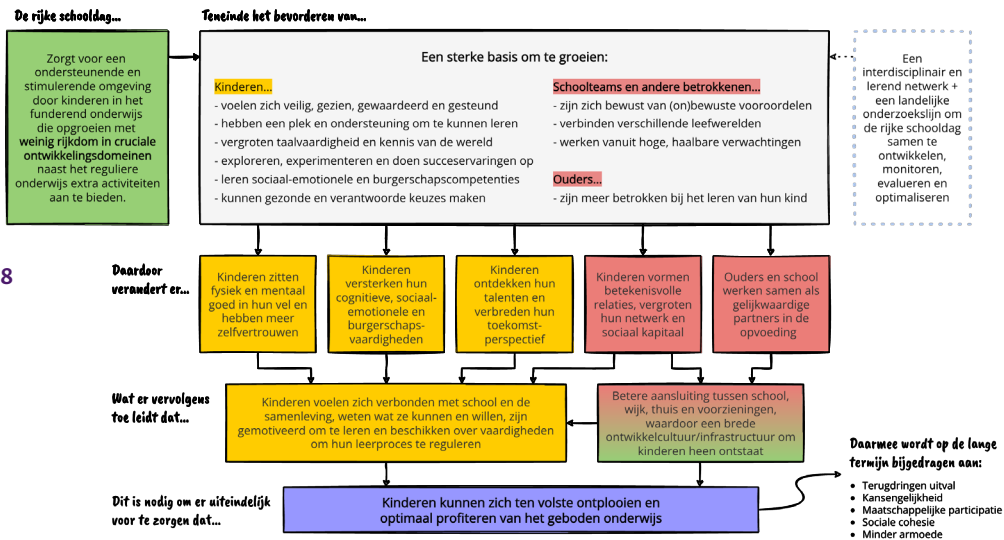 De rijke schooldag...
Teneinde het bevorderen van...
Zorgt voor een
ondersteunende en
stimulerende omgeving
door kinderen in het
funderend onderwijs
die opgroeien met
weinig rijkdom in cruciale
ontwikkelingsdomeinen
naast het reguliere
onderwijs extra activiteiten
aan te bieden.
Een sterke basis om te groeien:
Kinderen...
- voelen zich veilig, gezien, gewaardeerd en gesteund
- hebben een plek en ondersteuning om te kunnen leren
- vergroten taalvaardigheid en kennis van de wereld
- exploreren, experimenteren en doen succeservaringen op
- leren sociaal-emotionele en burgerschapscompetenties
- kunnen gezonde en verantwoorde keuzes maken
Schoolteams en andere betrokkenen...
- zijn zich bewust van (on)bewuste vooroordelen
- verbinden verschillende leefwerelden
- werken vanuit hoge, haalbare verwachtingen
Ouders...
- zijn meer betrokken bij het leren van hun kind
Een
interdisciplinair en
lerend netwerk +
een landelijke
onderzoekslijn om
de rijke schooldag
samen te
ontwikkelen,
monitoren,
evalueren en
optimaliseren
8
Daardoor
verandert er...
Kinderen zitten
fysiek en mentaal
goed in hun vel en
hebben meer
zelfvertrouwen
Kinderen
versterken hun
cognitieve, sociaal-
emotionele en
burgerschaps-
vaardigheden
Kinderen
ontdekken hun
talenten en
verbreden hun
toekomst-
perspectief
Kinderen vormen
betekenisvolle
relaties, vergroten
hun netwerk en
sociaal kapitaal
Ouders en school
werken samen als
gelijkwaardige
partners in de
opvoeding
Wat er vervolgens
toe leidt dat...
Kinderen voelen zich verbonden met school en de
samenleving, weten wat ze kunnen en willen, zijn
gemotiveerd om te leren en beschikken over vaardigheden
om hun leerproces te reguleren
Betere aansluiting tussen school,
wijk, thuis en voorzieningen,
waardoor een brede
ontwikkelcultuur/infrastructuur om
kinderen heen ontstaat
Dit is nodig om er uiteindelijk
voor te zorgen dat...
Kinderen kunnen zich ten volste ontplooien en
optimaal profiteren van het geboden onderwijs
Daarmee wordt op de lange
termijn bijgedragen aan:
• Terugdringen uitval
• Kansengelijkheid
• Maatschappelijke participatie
• Sociale cohesie
• Minder armoede